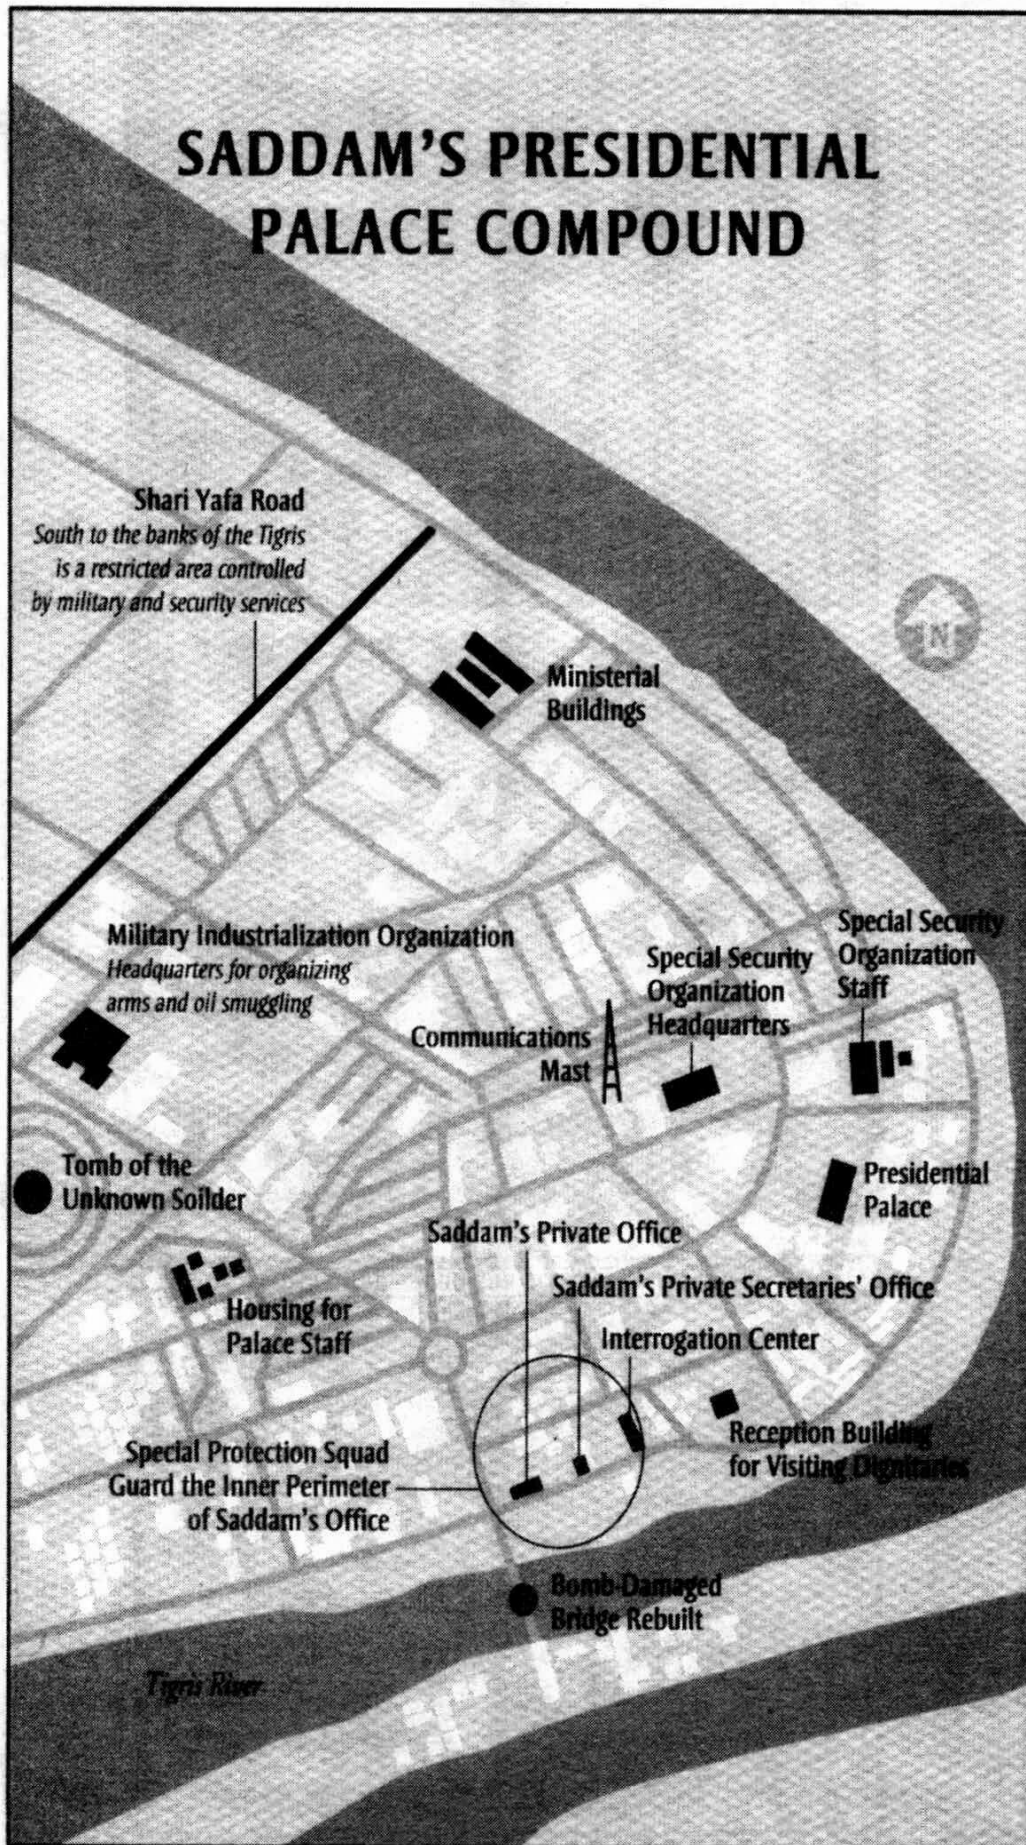 SADDAM'S PRESIDENTIAL
PALACE COMPOUND
Shari Yafa Road
South to the banks of the Tigris
is a restricted area controlled
by military and security services
N
Ministerial
Buildings
Military Industrialization Organization
Headquarters for organizing
arms and oil smuggling
Special Security
Organization
Staff
Special Security
Organization
Headquarters
Communications
Mast
Tomb of the
Unknown Soilder
Presidential
Palace
Saddam's Private Office
Saddam's Private Secretaries' Office
Housing for
Palace Staff
Interrogation Center
Reception Building
for Visiting Dignitaries
Special Protection Squad
Guard the Inner Perimeter
of Saddam's Office
Bomb-Damaged
Bridge Rebuilt
Tigris River